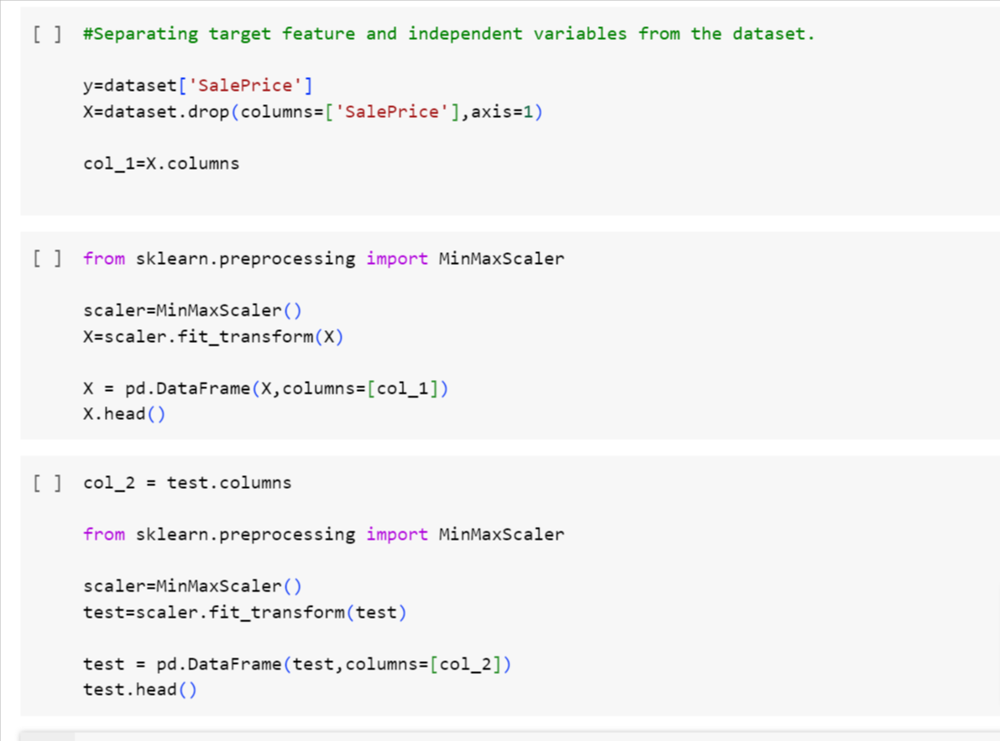 [ ] #Separating target feature and independent variables from the dataset.
y=dataset['SalePrice']
X=dataset.drop(columns=['SalePrice'],axis=1)
col_1=X.columns
[ ] from sklearn.preprocessing import MinMaxScaler
scaler=MinMaxScaler()
X=scaler.fit_transform(X)
X = pd.DataFrame(X,columns=[col_1])
X.head()
[ ] col_2 = test.columns
from sklearn.preprocessing import MinMaxScaler
scaler=MinMaxScaler()
test=scaler.fit_transform(test)
test = pd.DataFrame(test,columns=[col_2])
test.head()